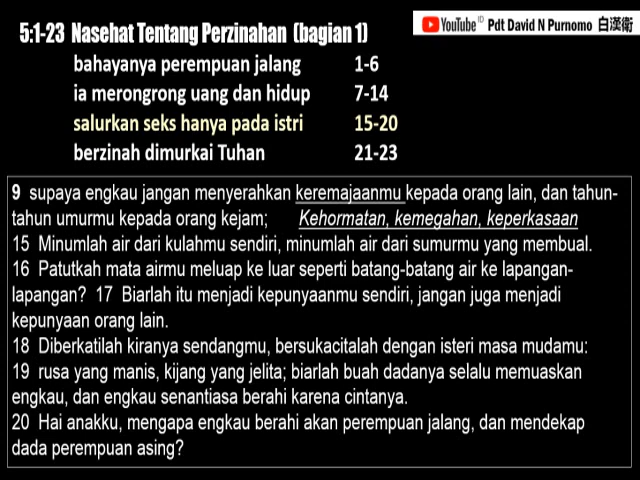 5:1-23 Nasehat Tentang Perzinahan (bagian 1)
YouTube ID Pdt David N Purnomo 白漢衛
bahayanya perempuan jalang 1-6
ia merongrong uang dan hidup 7-14
salurkan seks hanya pada istri 15-20
berzinah dimurkai Tuhan 21-23
9 supaya engkau jangan menyerahkan keremajaanmu kepada orang lain, dan tahun-
tahun umurmu kepada orang kejam; Kehormatan, kemegahan, keperkasaan
15 Minumlah air dari kulahmu sendiri, minumlah air dari sumurmu yang membual.
16 Patutkah mata airmu meluap ke luar seperti batang-batang air ke lapangan-
lapangan? 17 Biarlah itu menjadi kepunyaanmu sendiri, jangan juga menjadi
kepunyaan orang lain.
18 Diberkatilah kiranya sendangmu, bersukacitalah dengan isteri masa mudamu:
19 rusa yang manis, kijang yang jelita; biarlah buah dadanya selalu memuaskan
engkau, dan engkau senantiasa berahi karena cintanya.
20 Hai anakku, mengapa engkau berahi akan perempuan jalang, dan mendekap
dada perempuan asing?